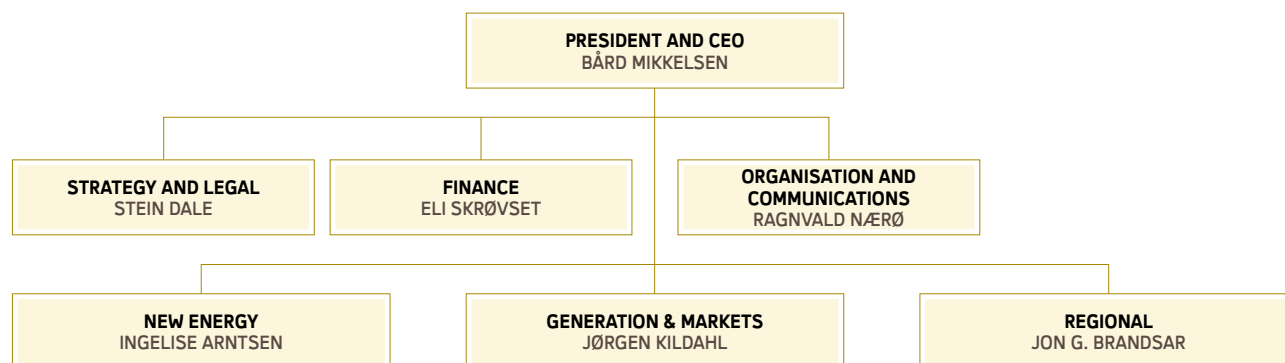 PRESIDENT AND CEO
BÅRD MIKKELSEN
STRATEGY AND LEGAL
STEIN DALE
FINANCE
ELI SKRØVSET
ORGANISATION AND
COMMUNICATIONS
RAGNVALD NÆRØ
NEW ENERGY
INGELISE ARNTSEN
GENERATION & MARKETS
JØRGEN KILDAHL
REGIONAL
JON G. BRANDSAR